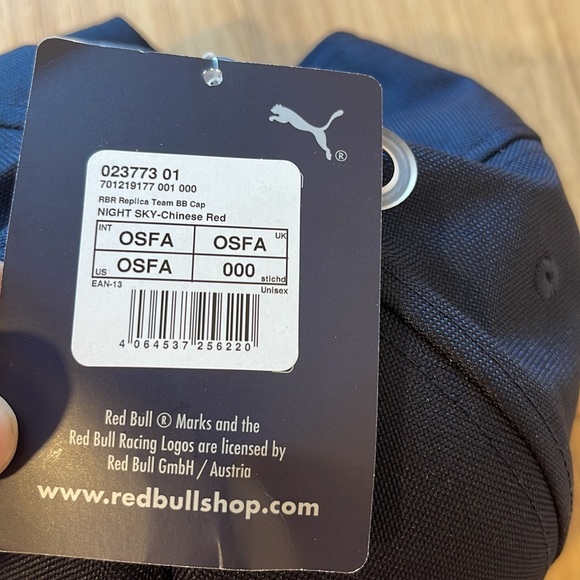 ®
023773 01
701219177 001 000
RBR Replica Team BB Cap
NIGHT SKY-Chinese Red
INT OSFA OSFA UK
US OSFA 000 stichd
EAN-13 Unisex
4 064537 256220
Red Bull ® Marks and the
Red Bull Racing Logos are licensed by
Red Bull GmbH / Austria
www.redbullshop.com